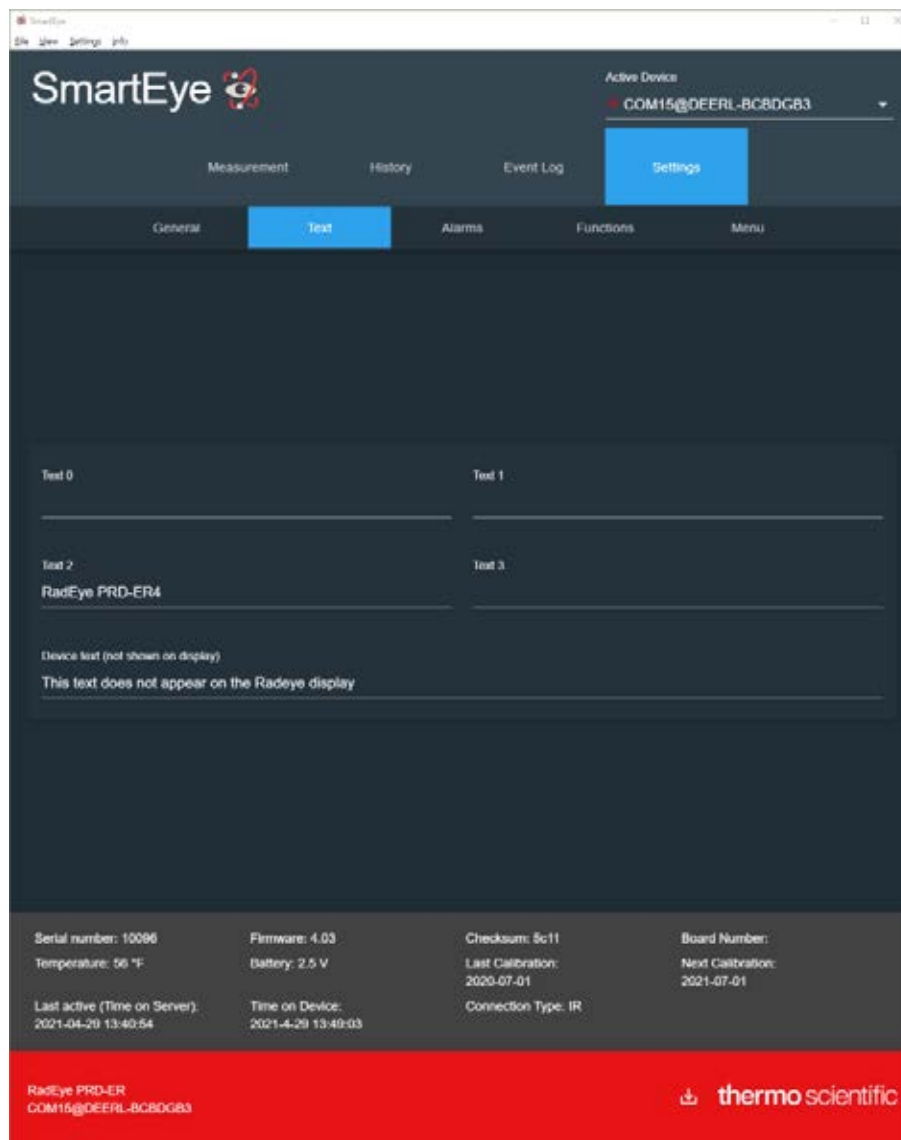 SmartEye
File View Settings Info
SmartEye
Active Device
COM15@DEERL-BCBDGB3
Measurement History Event Log Settings
General Text Alarms Functions Menu
Text 0 Text 1
Text 2 Text 3
RadEye PRD-ER4
Device text (not shown on display)
This text does not appear on the Radeye display
Serial number: 10096 Firmware: 4.03 Checksum: 5c11 Board Number:
Temperature: 56 °F Battery: 2.5 V Last Calibration: Next Calibration:
2020-07-01 2021-07-01
Last active (Time on Server): Time on Device: Connection Type: IR
2021-04-29 13:40:54 2021-4-29 13:49:03
RadEye PRD-ER
COM15@DEERL-BCBDGB3
thermo scientific